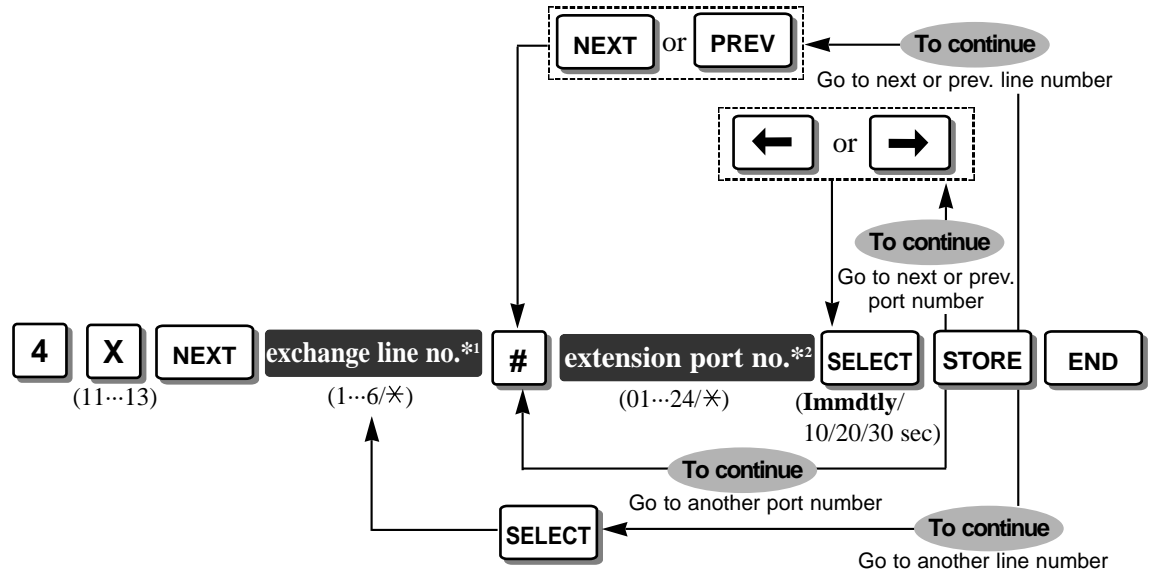 NEXT or PREV
To continue
Go to next or prev. line number
← or →
To continue
Go to next or prev.
port number
4 X NEXT exchange line no.*1 # extension port no.*2 SELECT STORE END
(11···13) (1···6/✳) (01···24/✳) (Immdtly/
10/20/30 sec)
To continue
Go to another port number
SELECT
To continue
Go to another line number